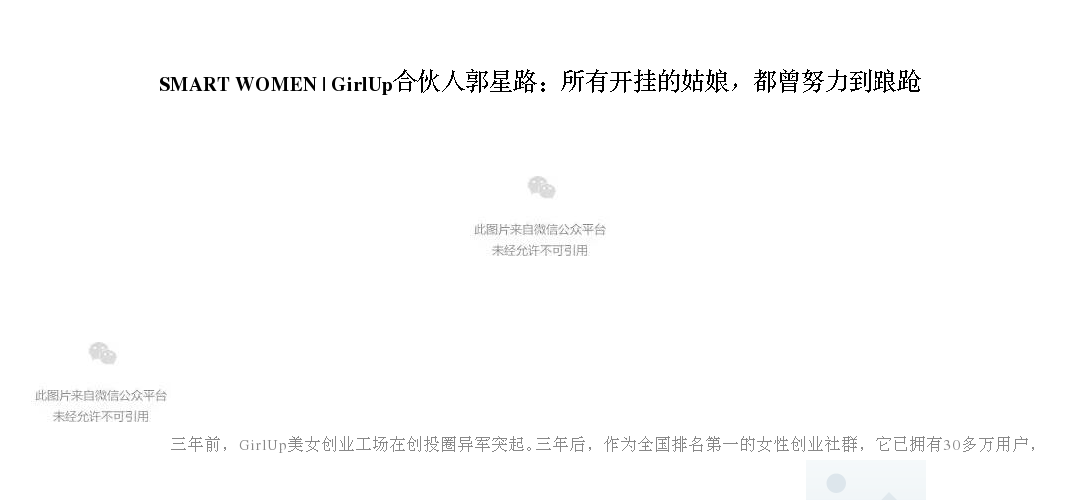 SMART WOMEN | GirlUp合伙人郭星路：所有开挂的姑娘，都曾努力到踉跄
此图片来自微信公众平台
未经允许不可引用
此图片来自微信公众平台
未经允许不可引用
三年前，GirlUp美女创业工场在创投圈异军突起。三年后，作为全国排名第一的女性创业社群，它已拥有30多万用户，